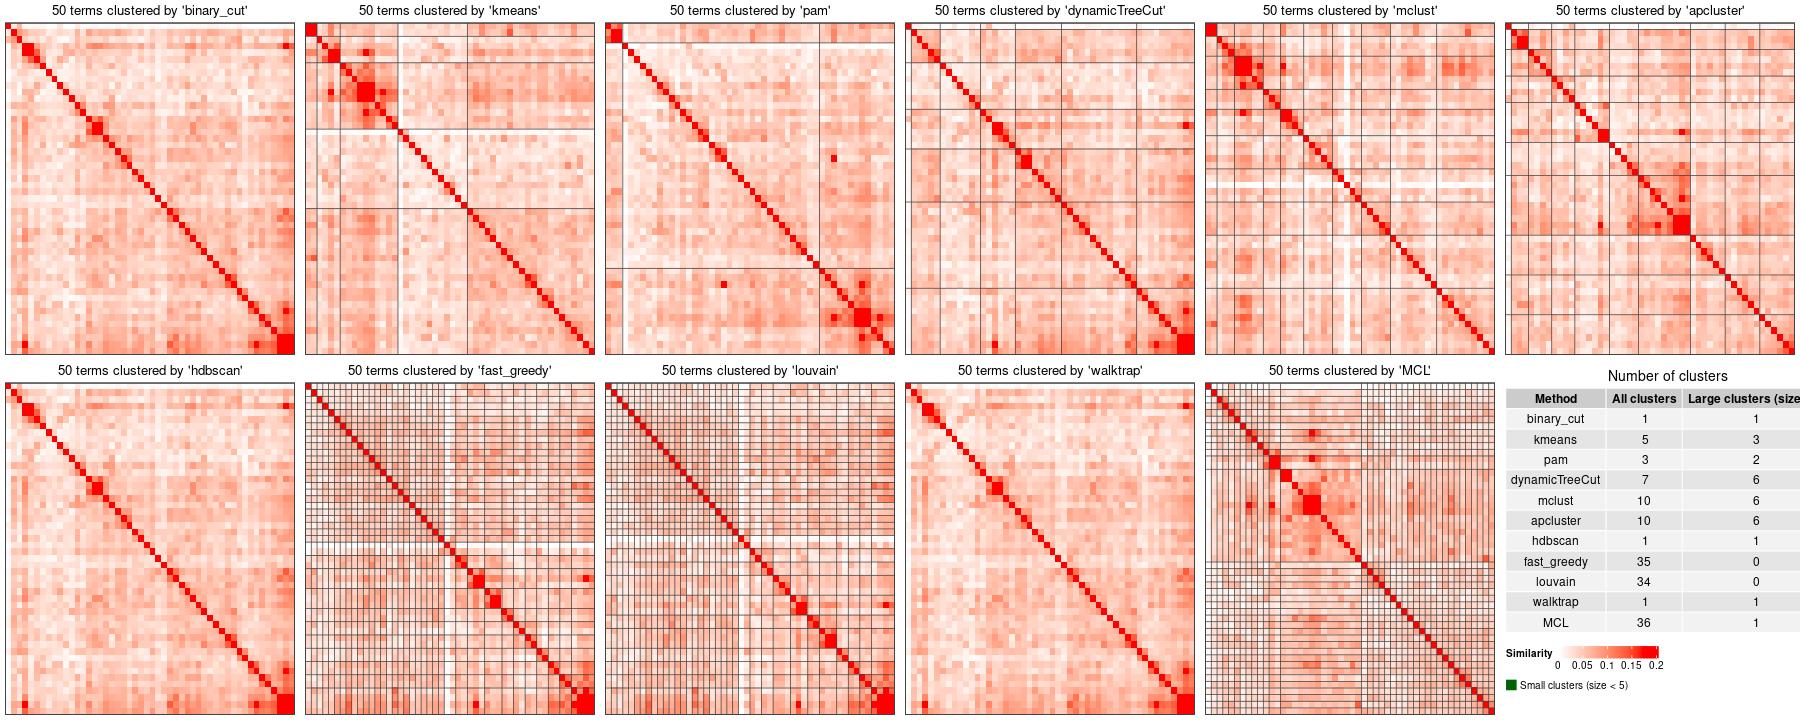 50 terms clustered by 'binary_cut'
50 terms clustered by 'kmeans'
50 terms clustered by 'pam'
50 terms clustered by 'dynamicTreeCut'
50 terms clustered by 'mclust'
50 terms clustered by 'apcluster'
50 terms clustered by 'hdbscan'
50 terms clustered by 'fast_greedy'
50 terms clustered by 'louvain'
50 terms clustered by 'walktrap'
50 terms clustered by 'MCL'
Number of clusters
Method All clusters Large clusters (size
binary_cut 1 1
kmeans 5 3
pam 3 2
dynamicTreeCut 7 6
mclust 10 6
apcluster 10 6
hdbscan 1 1
fast_greedy 35 0
louvain 34 0
walktrap 1 1
MCL 36 1
Similarity
0 0.05 0.1 0.15 0.2
Small clusters (size < 5)